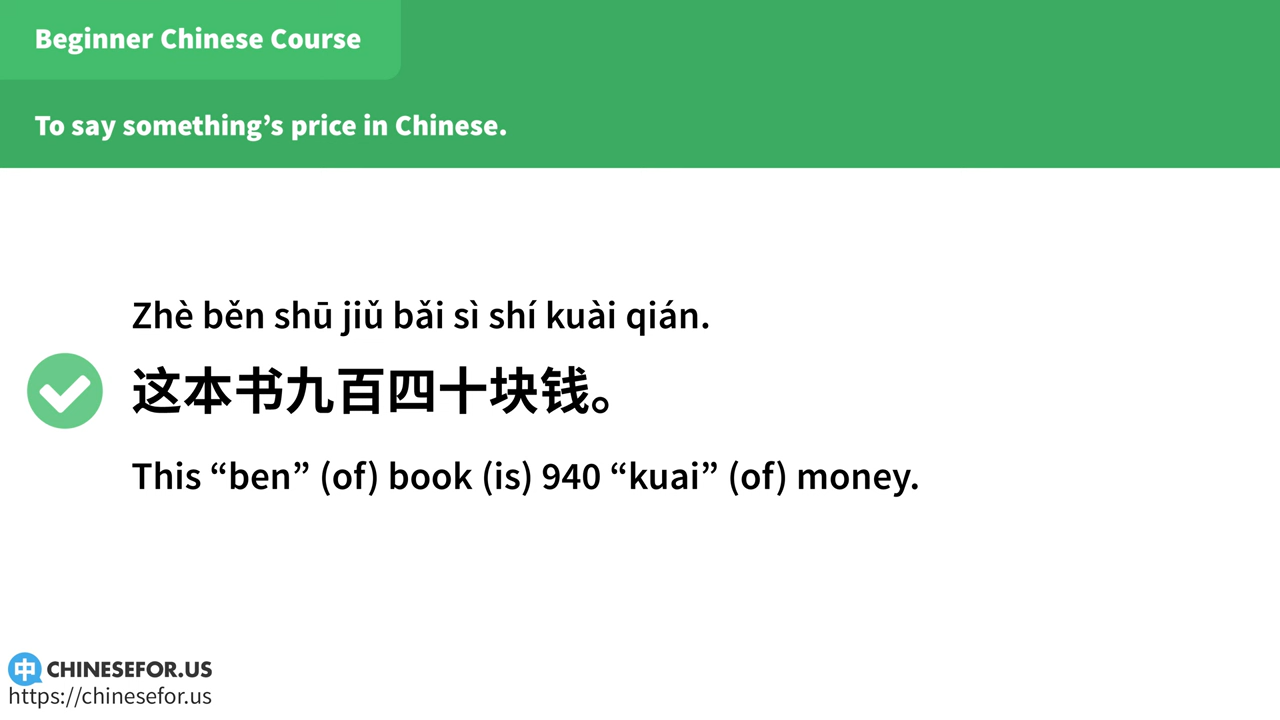 Beginner Chinese Course
To say something’s price in Chinese.
Zhè běn shū jiǔ bǎi sì shí kuài qián.
这本书九百四十块钱。
This “ben” (of) book (is) 940 “kuai” (of) money.
中 CHINESEFOR.US
https://chinesefor.us